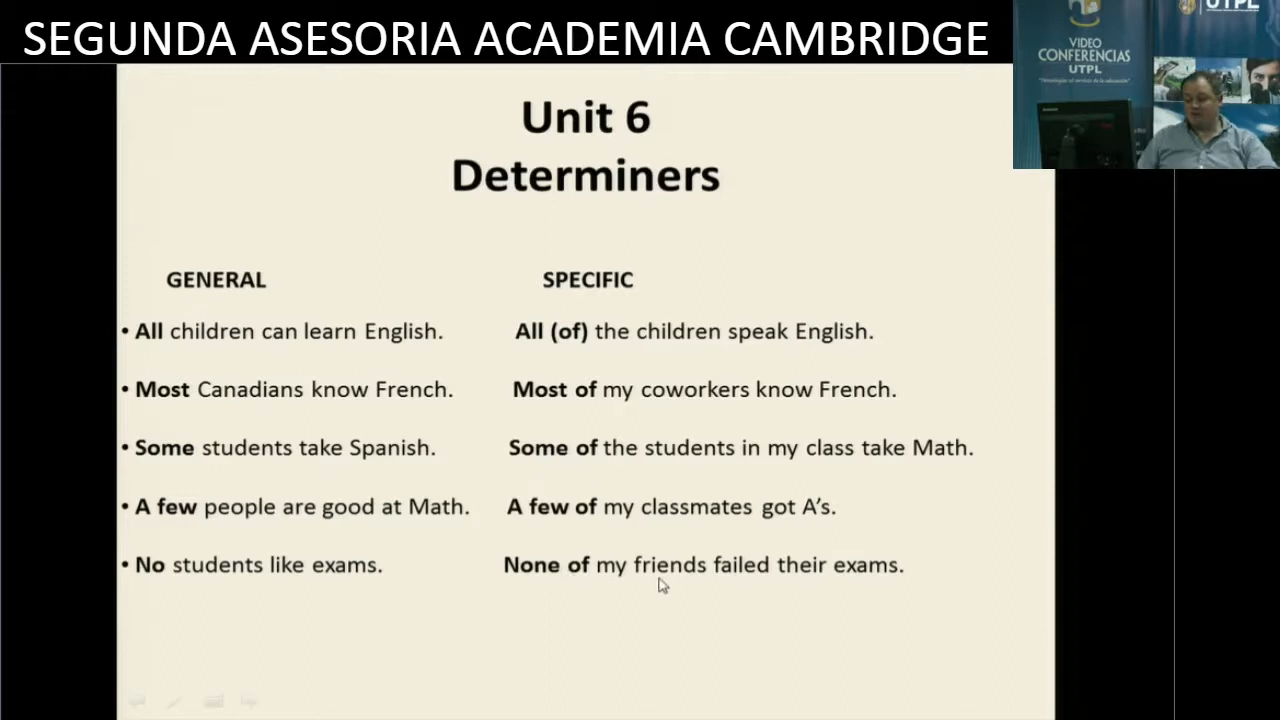 SEGUNDA ASESORIA ACADEMIA CAMBRIDGE
VIDEO
CONFERENCIAS
UTPL
UTPL
Unit 6
Determiners
GENERAL SPECIFIC
• All children can learn English. All (of) the children speak English.
• Most Canadians know French. Most of my coworkers know French.
• Some students take Spanish. Some of the students in my class take Math.
• A few people are good at Math. A few of my classmates got A’s.
• No students like exams. None of my friends failed their exams.